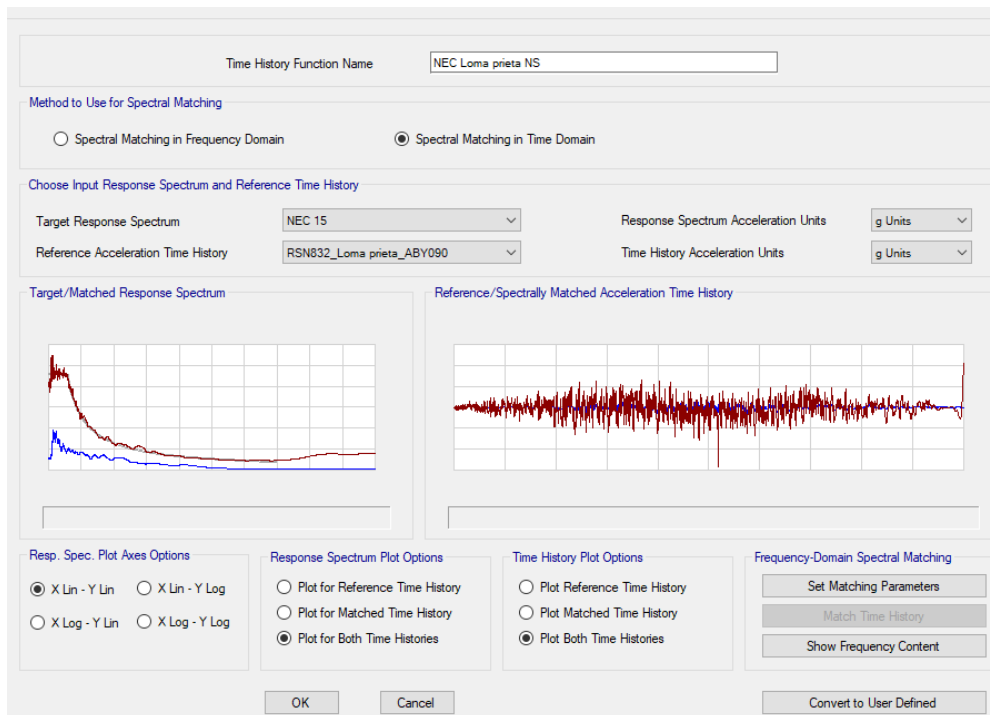 Time History Function Name NEC Loma prieta NS
Method to Use for Spectral Matching
Spectral Matching in Frequency Domain Spectral Matching in Time Domain
Choose Input Response Spectrum and Reference Time History
Target Response Spectrum NEC 15 Response Spectrum Acceleration Units g Units
Reference Acceleration Time History RSN832_Loma prieta_ABY090 Time History Acceleration Units g Units
Target/Matched Response Spectrum Reference/Spectrally Matched Acceleration Time History
Resp. Spec. Plot Axes Options
X Lin - Y Lin X Lin - Y Log
X Log - Y Lin X Log - Y Log
Response Spectrum Plot Options
Plot for Reference Time History
Plot for Matched Time History
Plot for Both Time Histories
Time History Plot Options
Plot Reference Time History
Plot Matched Time History
Plot Both Time Histories
Frequency-Domain Spectral Matching
Set Matching Parameters
Match Time History
Show Frequency Content
OK Cancel Convert to User Defined